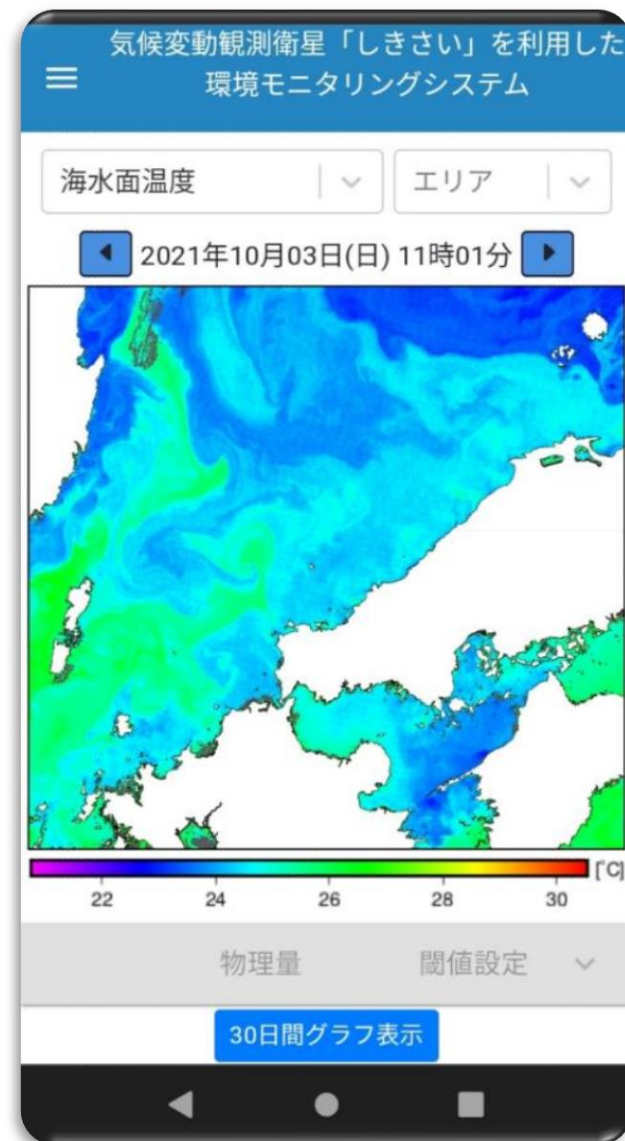 気候変動観測衛星「しきさい」を利用した
環境モニタリングシステム
海水面温度 エリア
2021年10月03日(日) 11時01分
[°C]
22 24 26 28 30
物理量 閾値設定
30日間グラフ表示